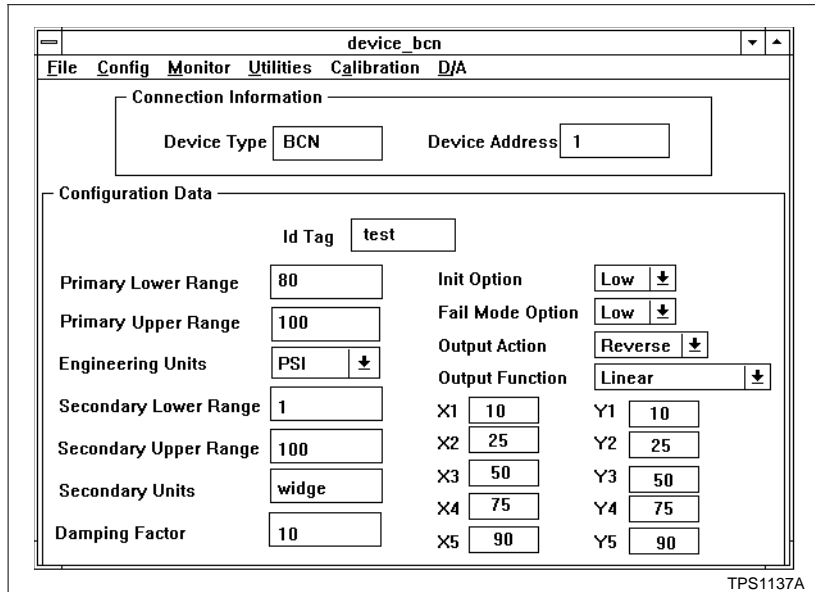 device_bcn
File Config Monitor Utilities Calibration D/A
Connection Information
Device Type BCN Device Address 1
Configuration Data
Id Tag test
Primary Lower Range 80 Init Option Low
Primary Upper Range 100 Fail Mode Option Low
Engineering Units PSI Output Action Reverse
Output Function Linear
Secondary Lower Range 1 X1 10 Y1 10
Secondary Upper Range 100 X2 25 Y2 25
Secondary Units widge X3 50 Y3 50
X4 75 Y4 75
Damping Factor 10 X5 90 Y5 90
TPS1137A